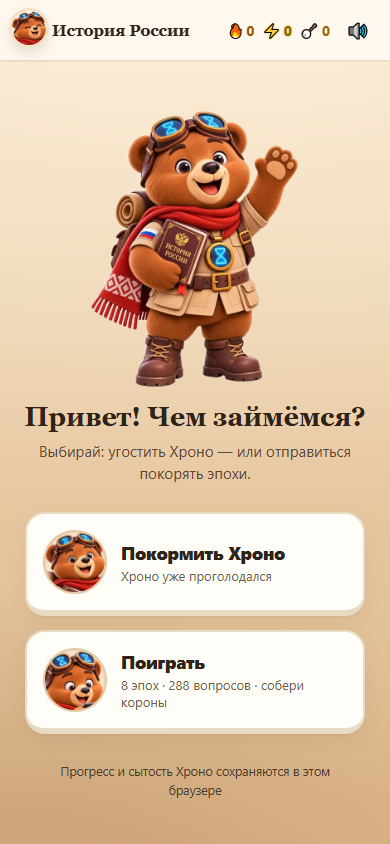 История России
0 0 0
ИСТОРИЯ
РОССИИ
Привет! Чем займёмся?
Выбирай: угостить Хроно — или отправиться
покорять эпохи.
Покормить Хроно
Хроно уже проголодался
Поиграть
8 эпох · 288 вопросов · собери
короны
Прогресс и сытость Хроно сохраняются в этом
браузере